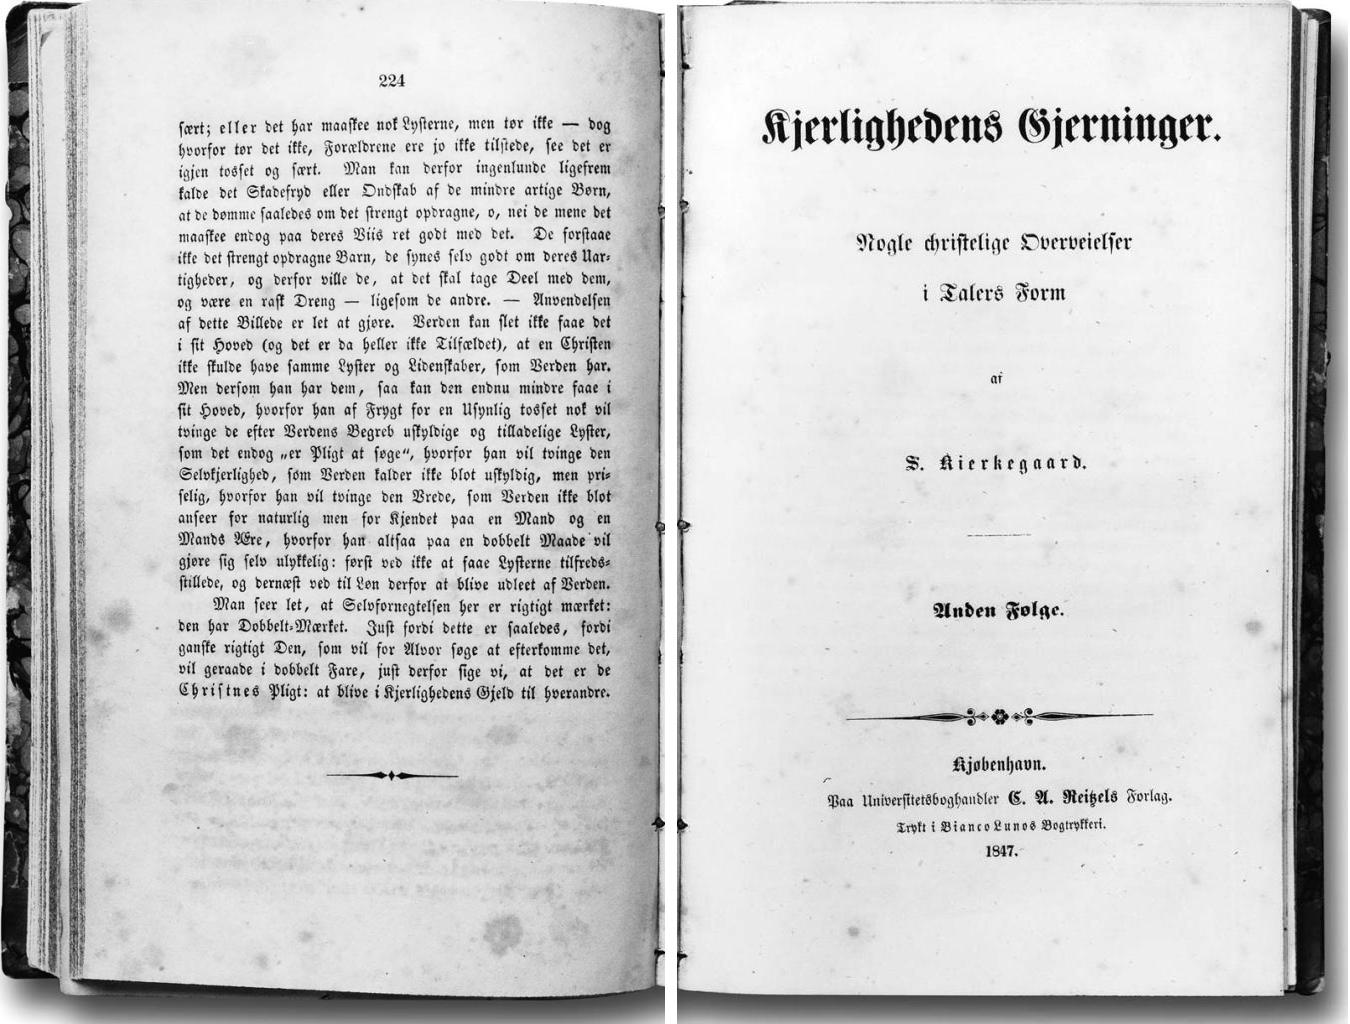 224
sært; eller det har maaskee nok Lysterne, men tør ikke — dog
hvorfor tør det ikke, Forældrene ere jo ikke tilstede, see det er
igjen tosset og sært. Man kan derfor ingenlunde ligefrem
kalde det Skadefryd eller Ondskab af de mindre artige Børn,
at de dømme saaledes om det strengt opdragne, o, nei de mene det
maaskee endog paa deres Viis ret godt med det. De forstaae
ikke det strengt opdragne Barn, de synes selv godt om deres Uar-
tigheder, og derfor ville de, at det skal tage Deel med dem,
og være en rask Dreng — ligesom de andre. — Anvendelsen
af dette Billede er let at gjøre. Verden kan slet ikke faae det
i sit Hoved (og det er da heller ikke Tilfældet), at en Christen
ikke skulde have samme Lyster og Lidenskaber, som Verden har.
Men dersom han har dem, saa kan den endnu mindre faae i
sit Hoved, hvorfor han af Frygt for en Usynlig tosset nok vil
tvinge de efter Verdens Begreb uskyldige og tilladelige Lyster,
som det endog „er Pligt at søge“, hvorfor han vil tvinge den
Selvkjerlighed, som Verden kalder ikke blot uskyldig, men pri-
selig, hvorfor han vil tvinge den Vrede, som Verden ikke blot
anseer for naturlig men for Kjendet paa en Mand og en
Mands Ære, hvorfor han altsaa paa en dobbelt Maade vil
gjøre sig selv ulykkelig: først ved ikke at faae Lysterne tilfreds-
stillede, og dernæst ved til Løn derfor at blive udleet af Verden.
Man seer let, at Selvfornegtelsen her er rigtigt mærket:
den har Dobbelt-Mærket. Just fordi dette er saaledes, fordi
ganske rigtigt Den, som vil for Alvor søge at efterkomme det,
vil geraade i dobbelt Fare, just derfor sige vi, at det er de
Christnes Pligt: at blive i Kjerlighedens Gjeld til hverandre.
Kjerlighedens Gjerninger.
Nogle christelige Overveielser
i Talers Form
af
S. Kierkegaard.
Anden Følge.
Kjøbenhavn.
Paa Universitetsboghandler C. A. Reitzels Forlag.
Trykt i Bianco Lunos Bogtrykkeri.
1847.